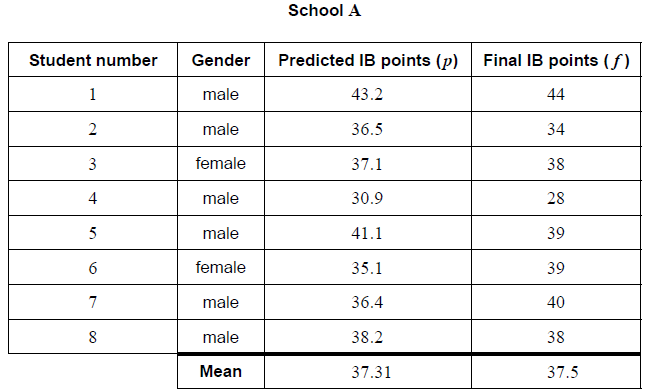 School A
Student number Gender Predicted IB points (p) Final IB points (f)
1 male 43.2 44
2 male 36.5 34
3 female 37.1 38
4 male 30.9 28
5 male 41.1 39
6 female 35.1 39
7 male 36.4 40
8 male 38.2 38
Mean 37.31 37.5